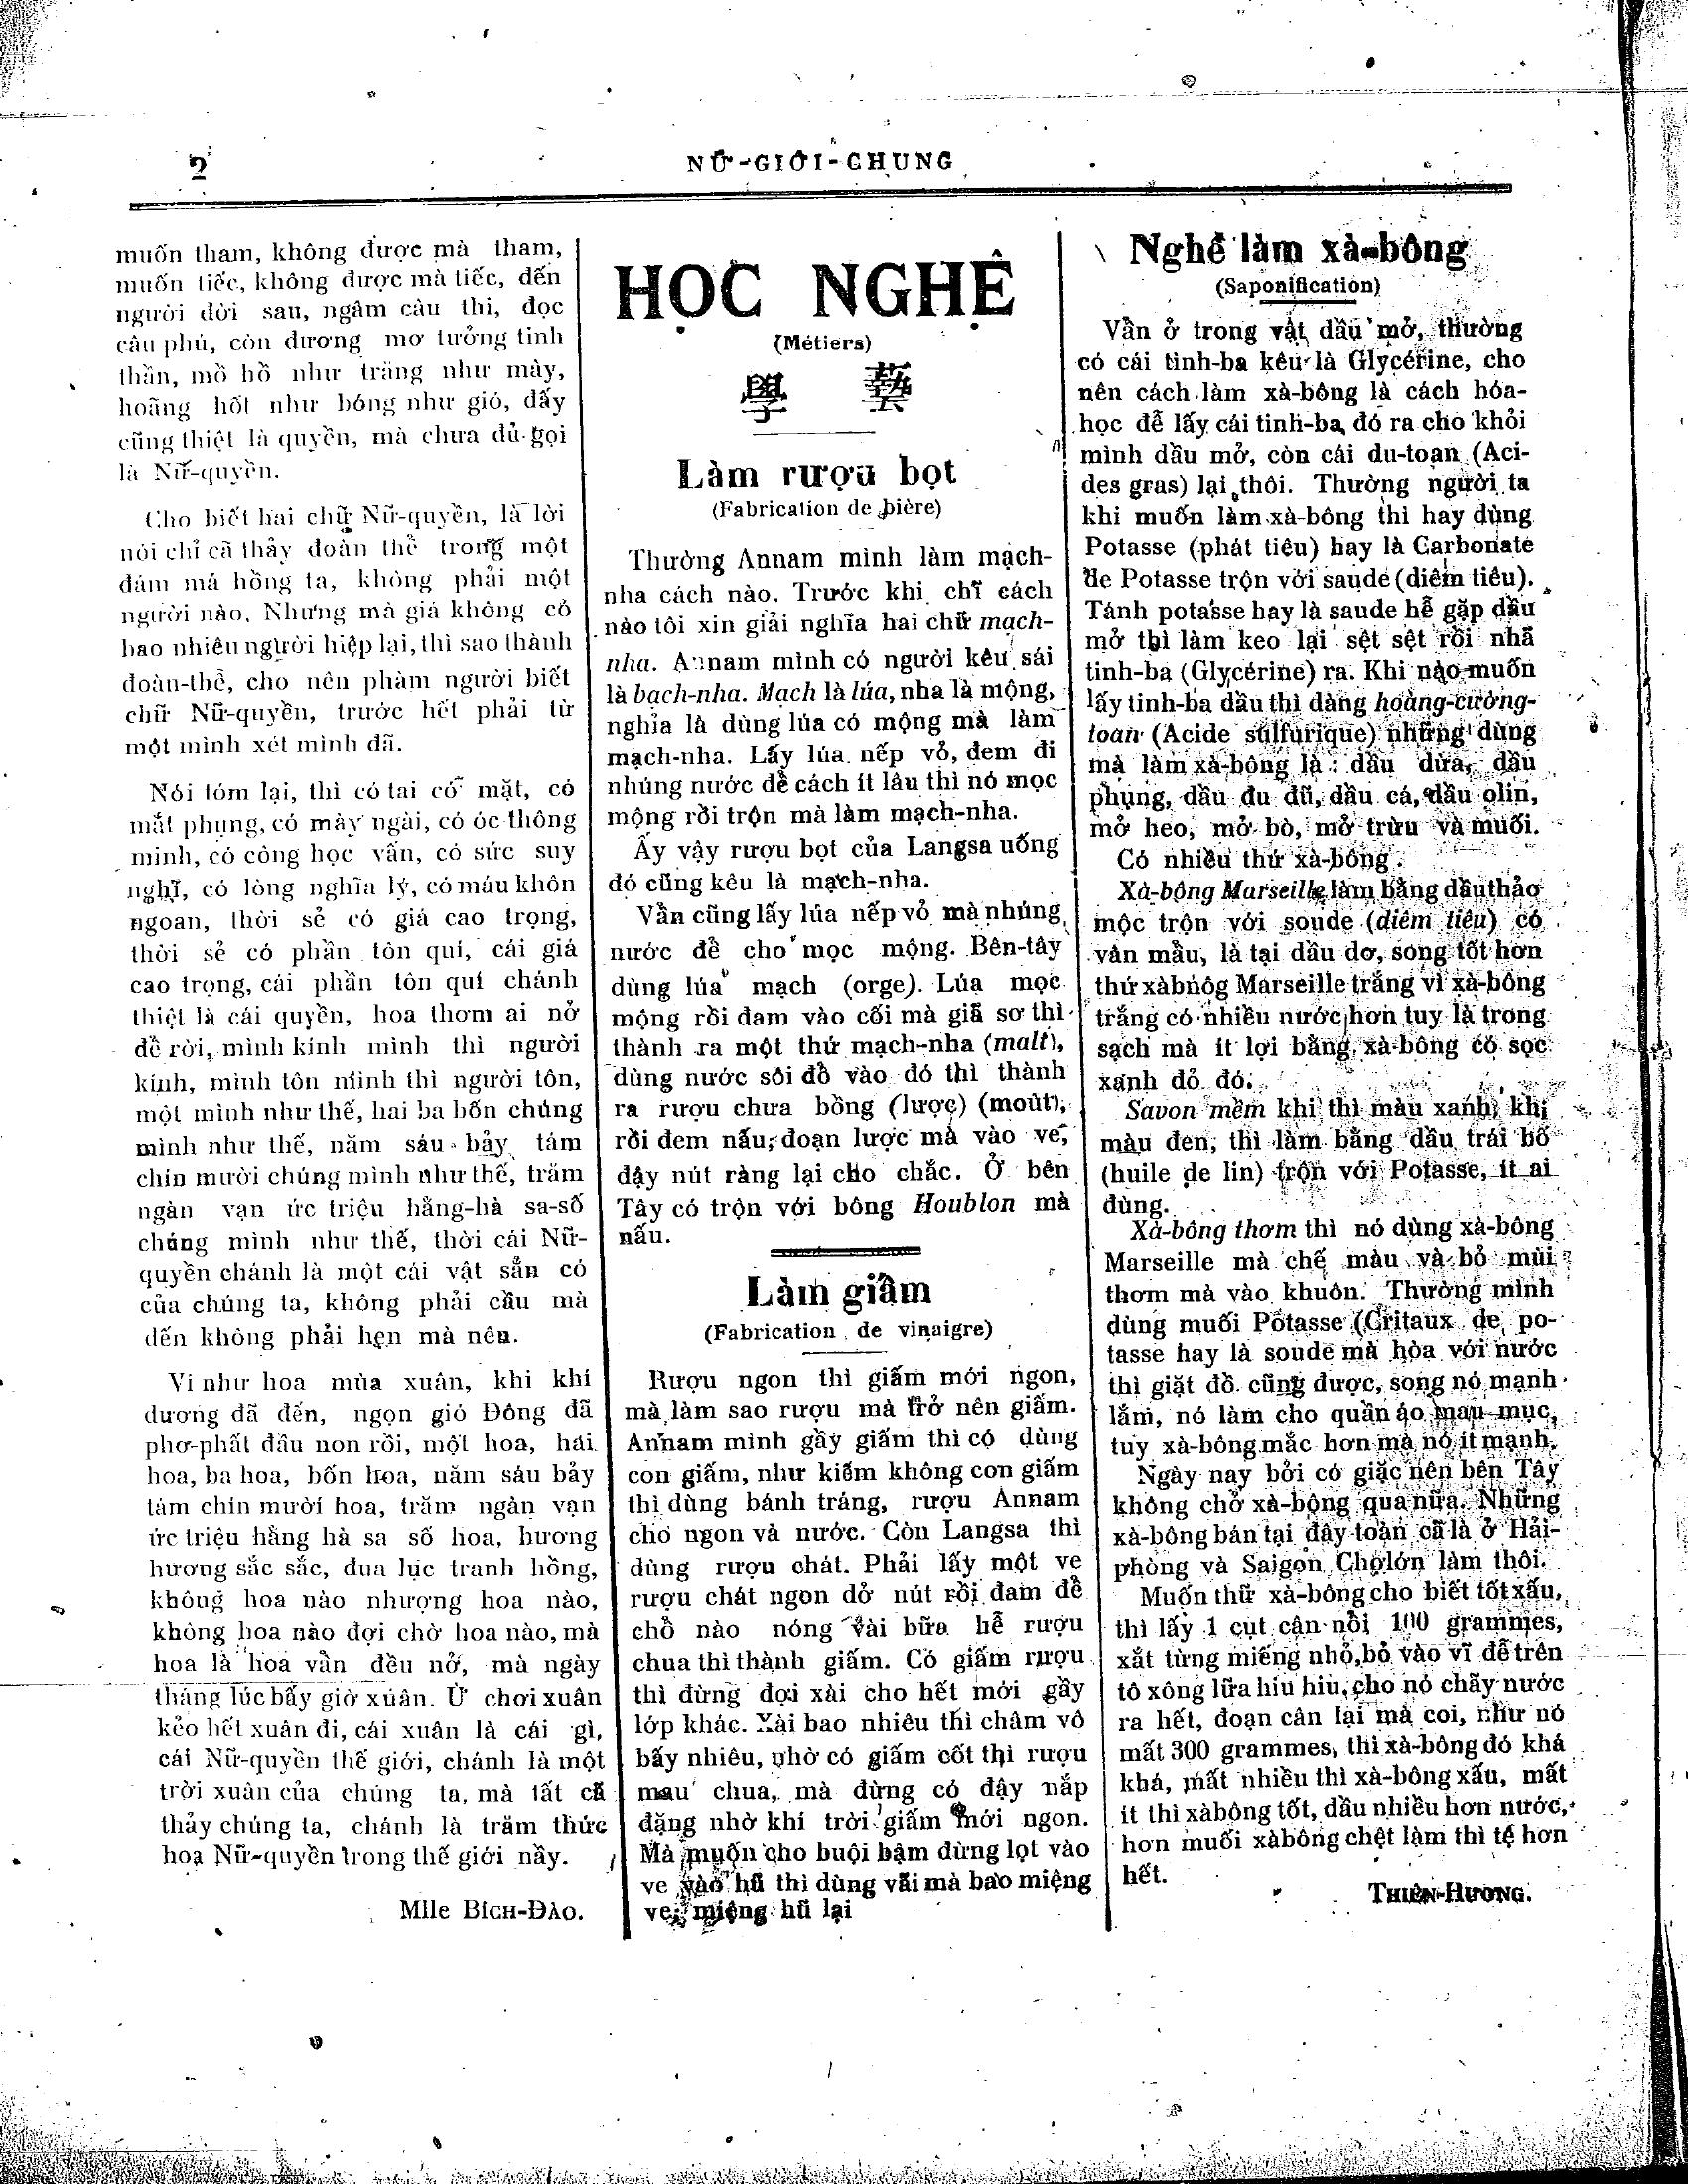 2
NỮ-GIỚI-CHUNG
muốn tham, không được mà tham,
muốn tiếc, không được mà tiếc, đến
người đời sau, ngâm câu thi, đọc
câu phú, còn đương mơ tưởng tinh
thần, mồ hồ như trăng như mây,
hoãng hốt như bóng như gió, đấy
cũng thiệt là quyền, mà chưa đủ gọi
là Nữ-quyền.
Cho biết hai chữ Nữ-quyền, là lời
nói chỉ cã thảy đoàn thể trong một
đám má hồng ta, không phải một
người nào. Nhưng mà giá không có
bao nhiêu người hiệp lại, thì sao thành
đoàn-thể, cho nên phàm người biết
chữ Nữ-quyền, trước hết phải từ
một mình xét mình đã.
Nói tóm lại, thì có tai có mặt, có
mắt phụng, có mày ngài, có óc thông
minh, có công học vấn, có sức suy
nghĩ, có lòng nghĩa lý, có máu khôn
ngoan, thời sẻ có giá cao trọng,
thời sẻ có phần tôn quí, cái giá
cao trọng, cái phần tôn quí chánh
thiệt là cái quyền, hoa thơm ai nở
để rời, mình kính mình thì người
kính, mình tôn mình thì người tôn,
một mình như thế, hai ba bốn chúng
mình như thế, năm sáu bảy tám
chín mười chúng mình như thế, trăm
ngàn vạn ức triệu hằng-hà sa-số
chúng mình như thế, thời cái Nữ-
quyền chánh là một cái vật sẵn có
của chúng ta, không phải cầu mà
đến không phải hẹn mà nên.
Ví như hoa mùa xuân, khi khí
dương đã đến, ngọn gió Đông đã
phơ-phất đầu non rồi, một hoa, hai
hoa, ba hoa, bốn hoa, năm sáu bảy
tám chín mười hoa, trăm ngàn vạn
ức triệu hằng hà sa số hoa, hương
hương sắc sắc, đua lục tranh hồng,
không hoa nào nhượng hoa nào,
không hoa nào đợi chờ hoa nào, mà
hoa là hoa vẫn đều nở, mà ngày
tháng lúc bấy giờ xuân. Ừ chơi xuân
kẻo hết xuân đi, cái xuân là cái gì,
cái Nữ-quyền thế giới, chánh là một
trời xuân của chúng ta, mà tất cã
thảy chúng ta, chánh là trăm thức
hoạ Nữ-quyền trong thế giới nầy.
Mlle BÍCH-ĐÀO.
HỌC NGHỆ
(Métiers)
學 藝
Làm rượu bọt
(Fabrication de bière)
Thường Annam mình làm mạch-
nha cách nào. Trước khi chĩ cách
nào tôi xin giải nghĩa hai chữ mạch-
nha. Annam mình có người kêu sái
là bạch-nha. Mạch là lúa, nha là mộng,
nghỉa là dùng lúa có mộng mà làm
mạch-nha. Lấy lúa nếp vỏ, đem đi
nhúng nước để cách ít lâu thì nó mọc
mộng rồi trộn mà làm mạch-nha.
Ấy vậy rượu bọt của Langsa uống
đó cũng kêu là mạch-nha.
Vẫn cũng lấy lúa nếp vỏ mà nhúng
nước để cho mọc mộng. Bên-tây
dùng lúa mạch (orge). Lúa mọc
mộng rồi đam vào cối mà giã sơ thì
thành ra một thứ mạch-nha (malt),
dùng nước sôi đổ vào đó thì thành
ra rượu chưa bồng (lược) (moût),
rồi đem nấu, đoạn lược mà vào ve,
đậy nút ràng lại cho chắc. Ở bên
Tây có trộn với bông Houblon mà
nấu.
Làm giấm
(Fabrication de vinaigre)
Rượu ngon thì giấm mới ngon,
mà làm sao rượu mà trở nên giấm.
Annam mình gầy giấm thì có dùng
con giấm, như kiếm không con giấm
thì dùng bánh tráng, rượu Annam
cho ngon và nước. Còn Langsa thì
dùng rượu chát. Phải lấy một ve
rượu chát ngon dở nút rồi đam để
chỗ nào nóng vài bữa hễ rượu
chua thì thành giấm. Có giấm rượu
thì đừng đợi xài cho hết mới gầy
lớp khác. Xài bao nhiêu thì châm vô
bấy nhiêu, nhờ có giấm cốt thì rượu
mau chua, mà đừng có đậy nắp
đặng nhờ khí trời giấm mới ngon.
Mà muốn cho buội bậm đừng lọt vào
ve vào hũ thì dùng vãi mà bao miệng
ve, miệng hũ lại
Nghề làm xà-bông
(Saponification)
Vẫn ở trong vật dầu mở, thường
có cái tinh-ba kêu là Glycérine, cho
nên cách làm xà-bông là cách hóa-
học để lấy cái tinh-ba đó ra cho khỏi
mình dầu mở, còn cái du-toan (Aci-
des gras) lại thôi. Thường người ta
khi muốn làm xà-bông thì hay dùng
Potasse (phát tiêu) hay là Carbonate
de Potasse trộn với saude (diêm tiêu).
Tánh potasse hay là saude hễ gặp dầu
mở thì làm keo lại sệt sệt rồi nhã
tinh-ba (Glycérine) ra. Khi nào muốn
lấy tinh-ba dầu thì dàng hoàng-cường-
toan (Acide sulfurique) những dùng
mà làm xà-bông là: dầu dừa, dầu
phụng, dầu đu đũ, dầu cá, dầu olin,
mở heo, mở bò, mở trừu và muối.
Có nhiều thứ xà-bông.
Xà-bông Marseille làm bằng dầu thảo
mộc trộn với soude (diêm tiêu) có
vân mầu, là tại dầu dơ, song tốt hơn
thứ xàbnôg Marseille trắng vì xà-bông
trắng có nhiều nước hơn tuy là trong
sạch mà ít lợi bằng xà-bông có sọc
xanh đỏ đó.
Savon mềm khi thì màu xanh, khi
màu đen, thì làm bằng dầu trái bố
(huile de lin) trộn với Potasse, ít ai
dùng.
Xà-bông thơm thì nó dùng xà-bông
Marseille mà chế màu và bỏ mùi
thơm mà vào khuôn. Thường mình
dùng muối Potasse (Critaux de po-
tasse hay là soude mà hòa với nước
thì giặt đồ cũng được, song nó mạnh
lắm, nó làm cho quần áo mau mục,
tuy xà-bông mắc hơn mà nó ít mạnh.
Ngày nay bởi có giặc nên bên Tây
không chở xà-bông qua nữa. Những
xà-bông bán tại đây toàn cã là ở Hải-
phòng và Saigon Cholớn làm thôi.
Muốn thữ xà-bông cho biết tốt xấu,
thì lấy 1 cụt cân nồi 100 grammes,
xắt từng miếng nhỏ, bỏ vào vĩ để trên
tô xông lữa hiu hiu, cho nó chãy nước
ra hết, đoạn cân lại mà coi, như nó
mất 300 grammes, thì xà-bông đó khá
khá, mất nhiều thì xà-bông xấu, mất
ít thì xàbông tốt, dầu nhiều hơn nước,
hơn muối xàbông chệt làm thì tệ hơn
hết.
THIÊN-HƯƠNG.